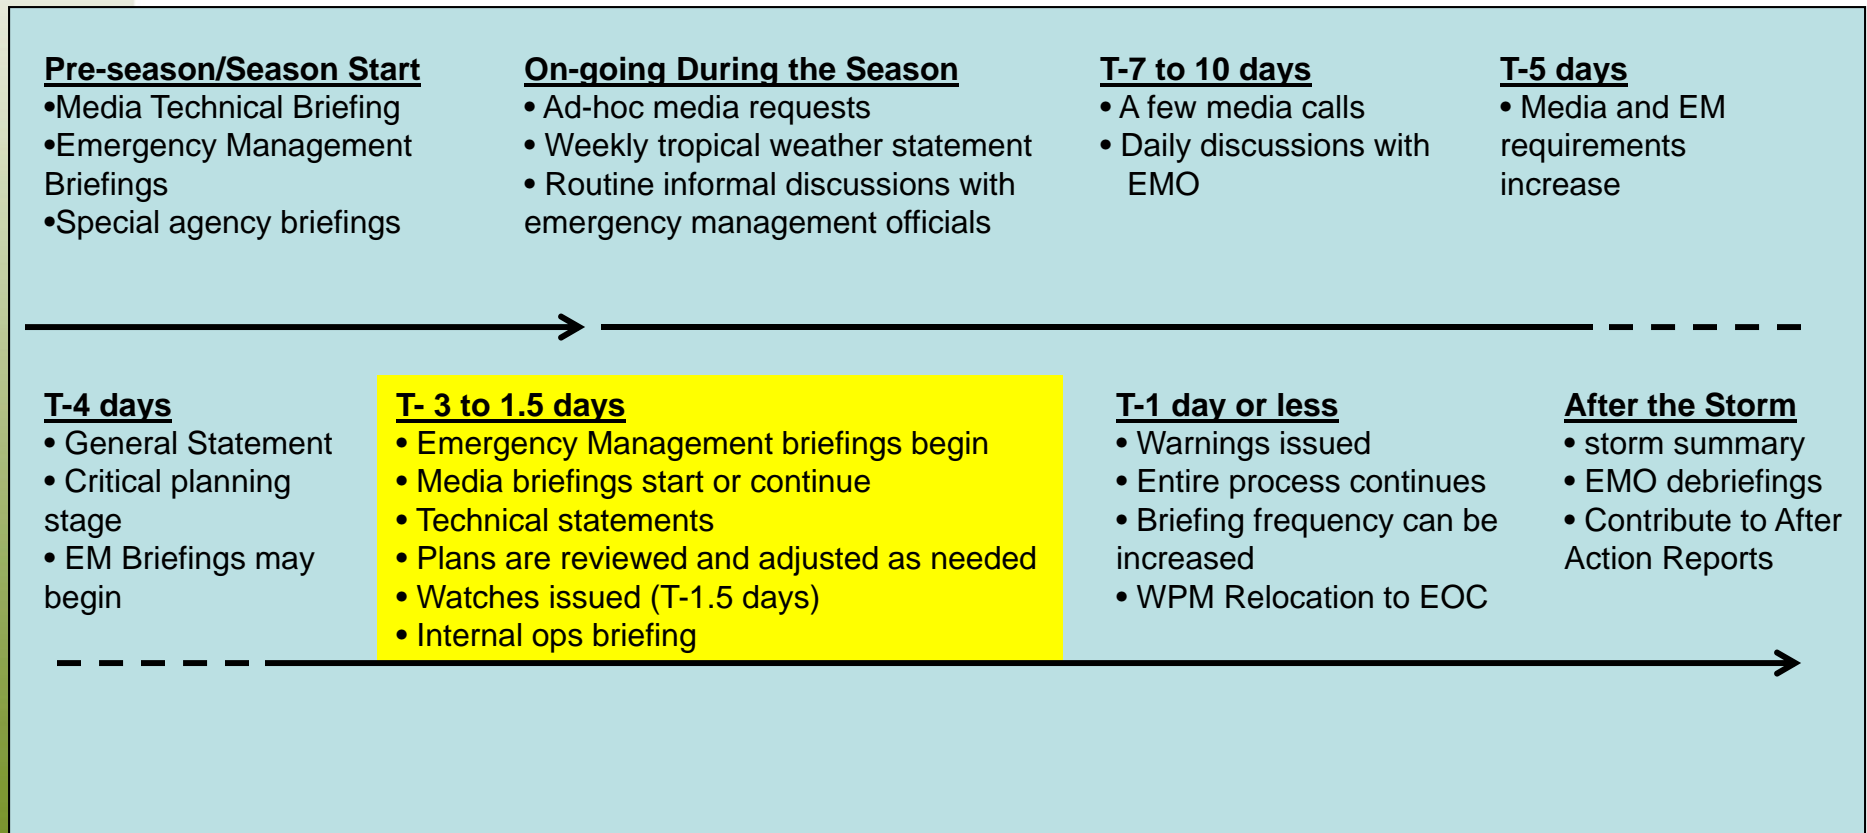 Pre-season/Season Start
•Media Technical Briefing
•Emergency Management
Briefings
•Special agency briefings
On-going During the Season
• Ad-hoc media requests
• Weekly tropical weather statement
• Routine informal discussions with
emergency management officials
T-7 to 10 days
• A few media calls
• Daily discussions with
EMO
T-5 days
• Media and EM
requirements
increase
T-4 days
• General Statement
• Critical planning
stage
• EM Briefings may
begin
T- 3 to 1.5 days
• Emergency Management briefings begin
• Media briefings start or continue
• Technical statements
• Plans are reviewed and adjusted as needed
• Watches issued (T-1.5 days)
• Internal ops briefing
T-1 day or less
• Warnings issued
• Entire process continues
• Briefing frequency can be
increased
• WPM Relocation to EOC
After the Storm
• storm summary
• EMO debriefings
• Contribute to After
Action Reports